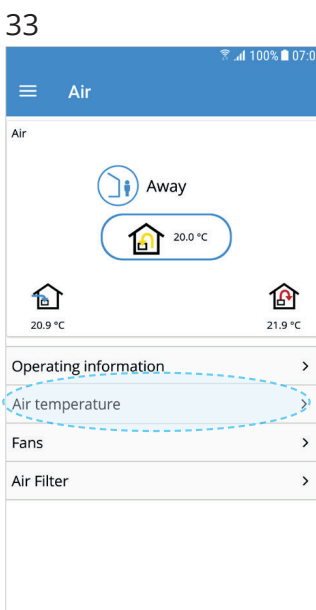 33
100% 07:0
Air
Air
Away
20.0 °C
20.9 °C
21.9 °C
Operating information
Air temperature
Fans
Air Filter